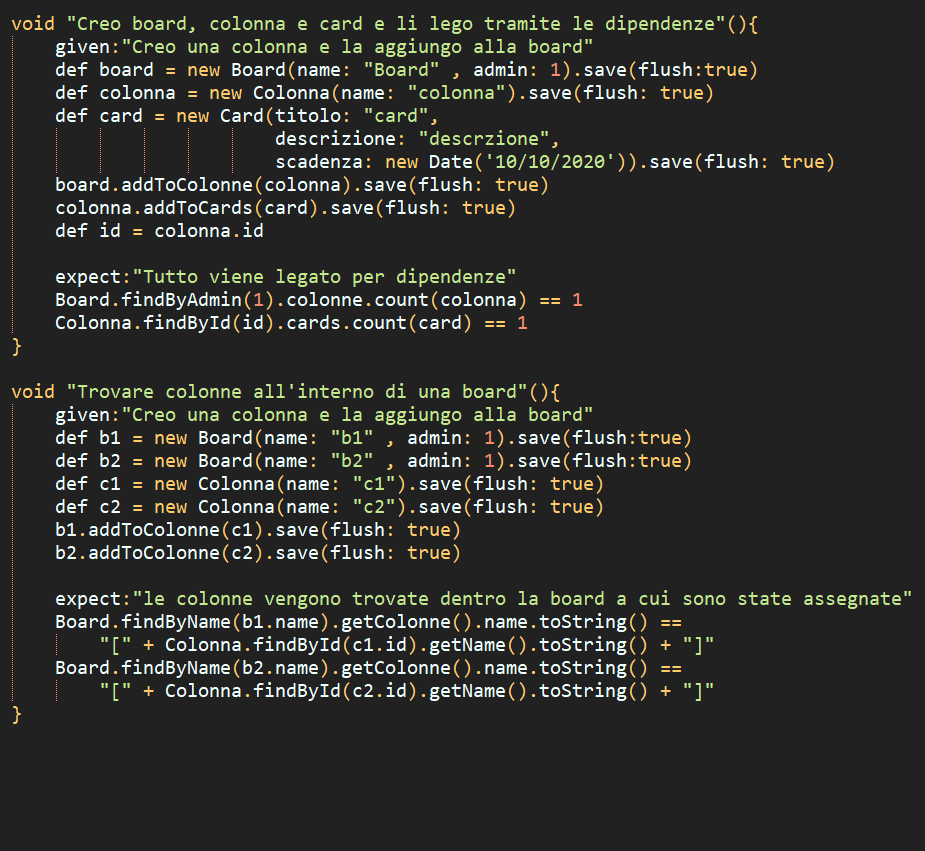 void "Creo board, colonna e card e li lego tramite le dipendenze"(){
    given:"Creo una colonna e la aggiungo alla board"
    def board = new Board(name: "Board" , admin: 1).save(flush:true)
    def colonna = new Colonna(name: "colonna").save(flush: true)
    def card = new Card(titolo: "card",
                        descrizione: "descrzione",
                        scadenza: new Date('10/10/2020')).save(flush: true)
    board.addToColonne(colonna).save(flush: true)
    colonna.addToCards(card).save(flush: true)
    def id = colonna.id

    expect:"Tutto viene legato per dipendenze"
    Board.findByAdmin(1).colonne.count(colonna) == 1
    Colonna.findById(id).cards.count(card) == 1
}

void "Trovare colonne all'interno di una board"(){
    given:"Creo una colonna e la aggiungo alla board"
    def b1 = new Board(name: "b1" , admin: 1).save(flush:true)
    def b2 = new Board(name: "b2" , admin: 1).save(flush:true)
    def c1 = new Colonna(name: "c1").save(flush: true)
    def c2 = new Colonna(name: "c2").save(flush: true)
    b1.addToColonne(c1).save(flush: true)
    b2.addToColonne(c2).save(flush: true)

    expect:"le colonne vengono trovate dentro la board a cui sono state assegnate"
    Board.findByName(b1.name).getColonne().name.toString() ==
        "[" + Colonna.findById(c1.id).getName().toString() + "]"
    Board.findByName(b2.name).getColonne().name.toString() ==
        "[" + Colonna.findById(c2.id).getName().toString() + "]"
}